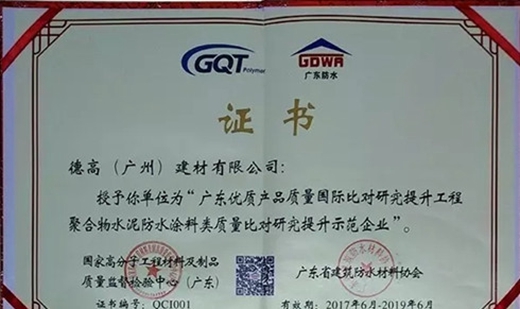 GQT Polymer
GDWA
广东防水
证书
德高（广州）建材有限公司：
授予你单位为“广东优质产品质量国际比对研究提升工程
聚合物水泥防水涂料类质量比对研究提升示范企业”。
国家高分子工程材料及制品
质量监督检验中心（广东）
广东省建筑防水材料协会
证书编号：QCI001
有效期：2017年6月-2019年6月